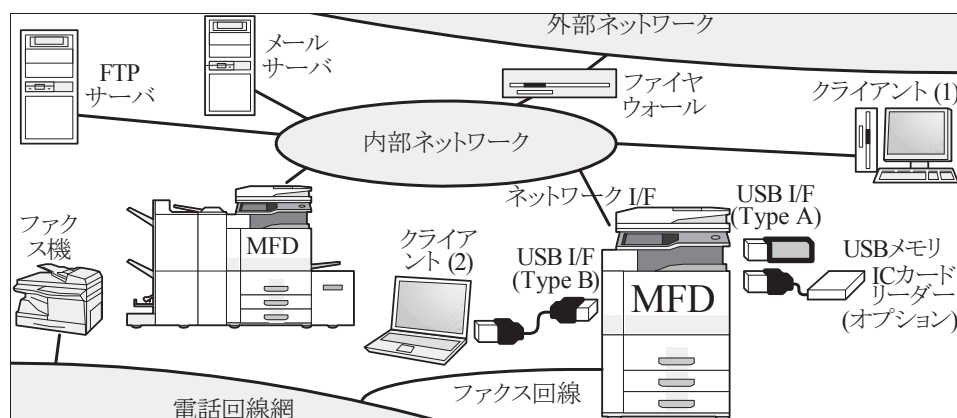 外部ネットワーク
FTP
サーバ
メール
サーバ
ファイヤ
ウォール
クライアント (1)
内部ネットワーク
ネットワーク I/F
USB I/F
(Type A)
ファク
ス機
MFD
クライア
ント (2)
USB I/F
(Type B)
MFD
USBメモリ
ICカード
リーダー
(オプション)
ファクス回線
電話回線網